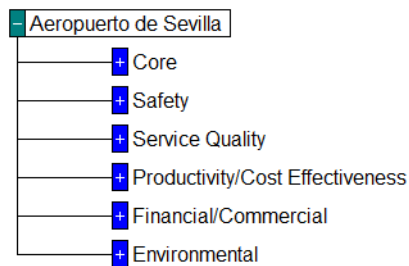 Aeropuerto de Sevilla
Core
Safety
Service Quality
Productivity/Cost Effectiveness
Financial/Commercial
Environmental